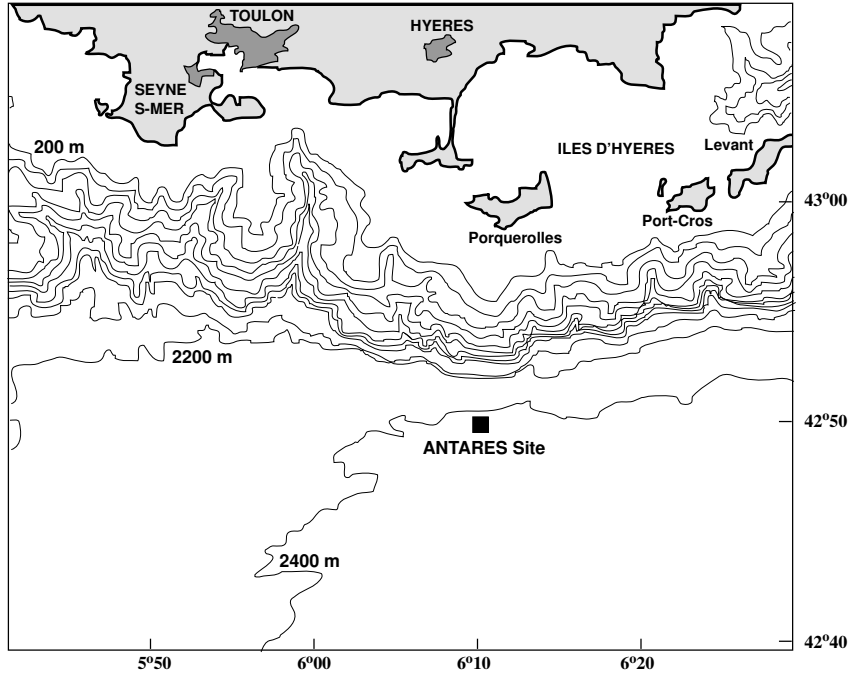 TOULON
HYERES
SEYNE
S-MER
200 m
ILES D'HYERES
Levant
43°00
Port-Cros
Porquerolles
2200 m
42°50
ANTARES Site
2400 m
42°40
5°50
6°00
6°10
6°20